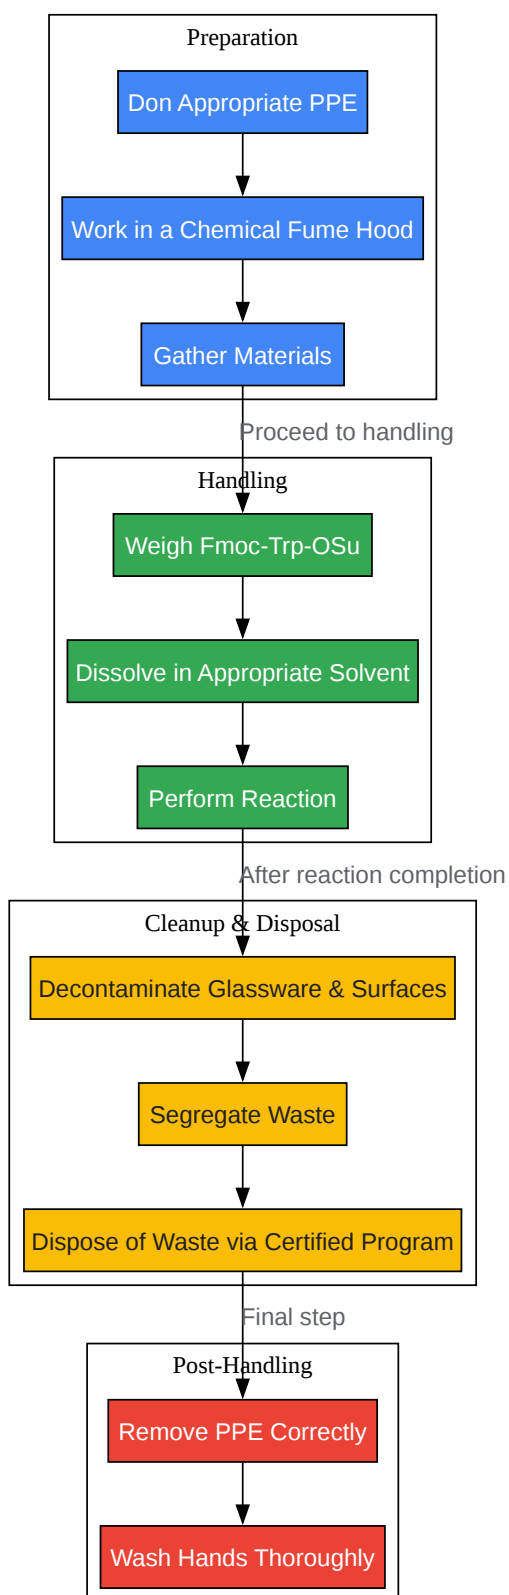 Preparation
Don Appropriate PPE
Work in a Chemical Fume Hood
Gather Materials
Proceed to handling
Handling
Weigh Fmoc-Trp-OSu
Dissolve in Appropriate Solvent
Perform Reaction
After reaction completion
Cleanup & Disposal
Decontaminate Glassware & Surfaces
Segregate Waste
Dispose of Waste via Certified Program
Final step
Post-Handling
Remove PPE Correctly
Wash Hands Thoroughly